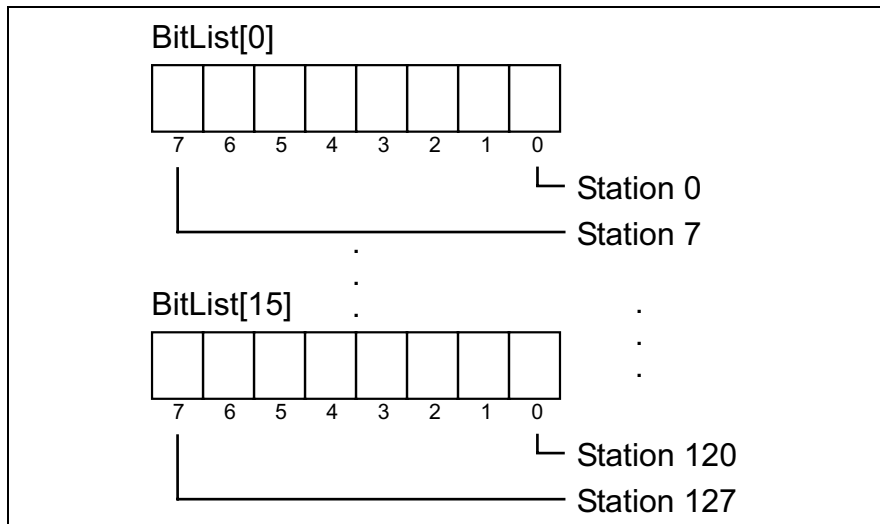 BitList[0]
7 6 5 4 3 2 1 0
Station 0
Station 7
BitList[15]
7 6 5 4 3 2 1 0
Station 120
Station 127